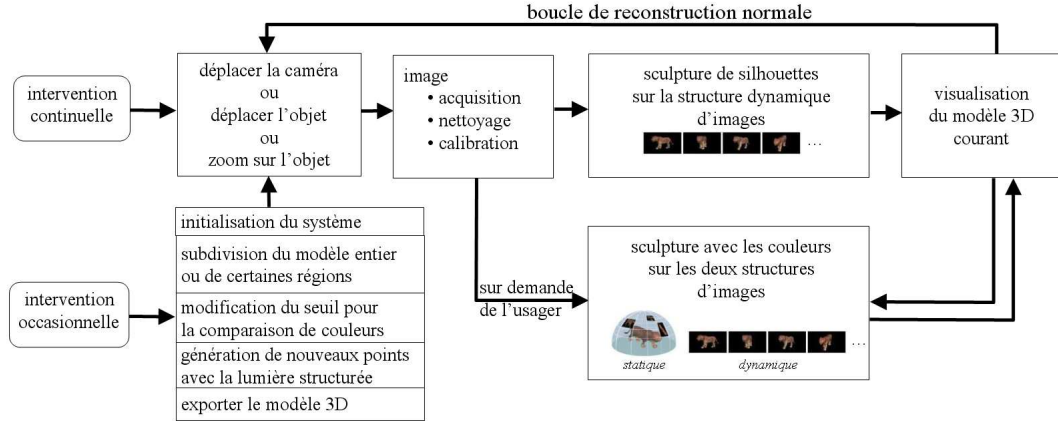 boucle de reconstruction normale
intervention
continuelle
déplacer la caméra
ou
déplacer l'objet
ou
zoom sur l'objet
image
• acquisition
• nettoyage
• calibration
sculpture de silhouettes
sur la structure dynamique
d'images
...
visualisation
du modèle 3D
courant
intervention
occasionnelle
initialisation du système
subdivision du modèle entier
ou de certaines régions
modification du seuil pour
la comparaison de couleurs
génération de nouveaux points
avec la lumière structurée
exporter le modèle 3D
sur demande
de l'usager
sculpture avec les couleurs
sur les deux structures
d'images
...
statique
dynamique